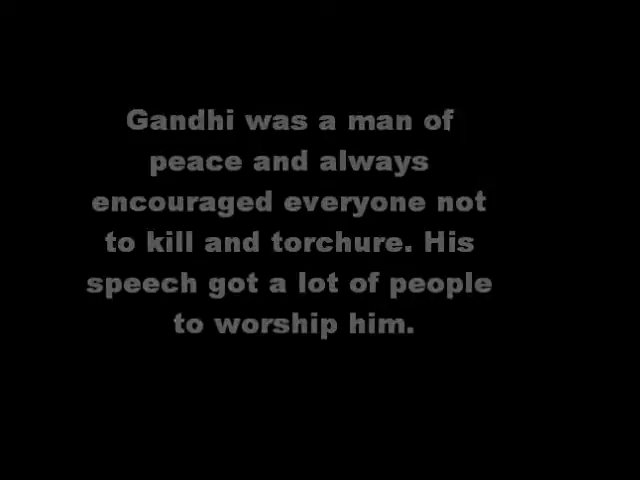 Gandhi was a man of
peace and always
encouraged everyone not
to kill and torchure. His
speech got a lot of people
to worship him.